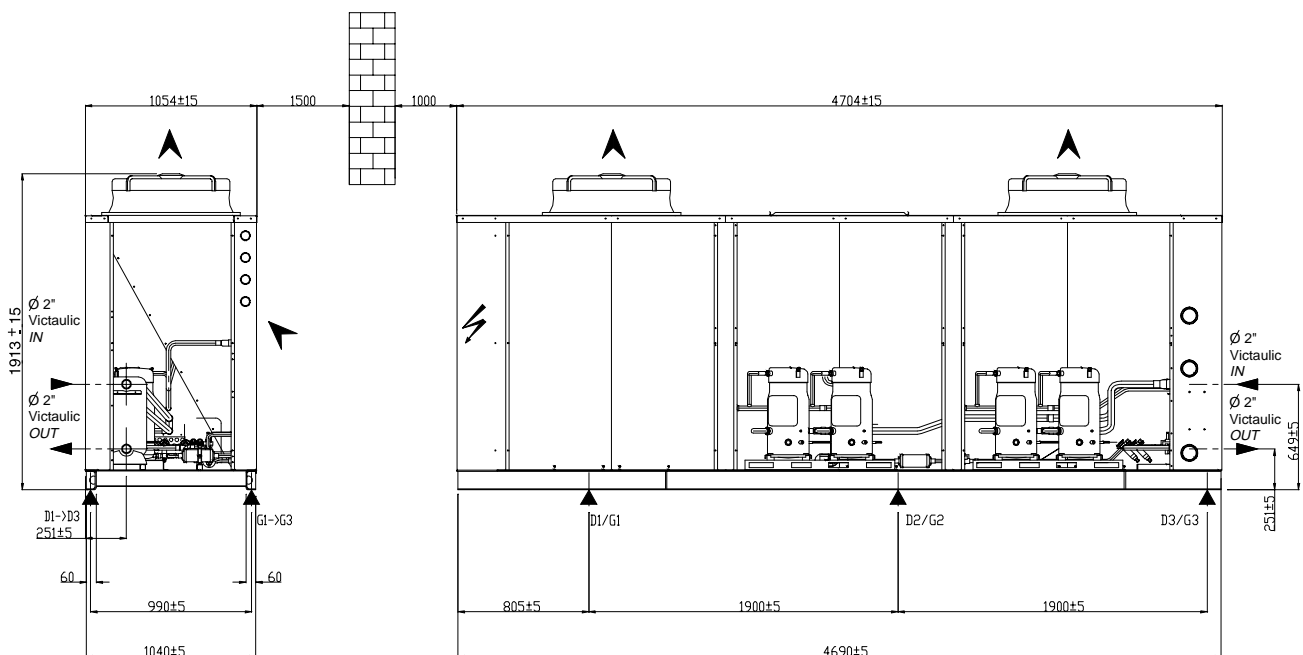 1054±15
1500
1000
4704±15
1913 ± 15
Ø 2"
Victaulic
IN
Ø 2"
Victaulic
OUT
Ø 2"
Victaulic
IN
Ø 2"
Victaulic
OUT
649±5
251±5
D1->D3
G1->G3
251±5
D1/G1
D2/G2
D3/G3
60
60
990±5
805±5
1900±5
1900±5
1040±5
4690±5